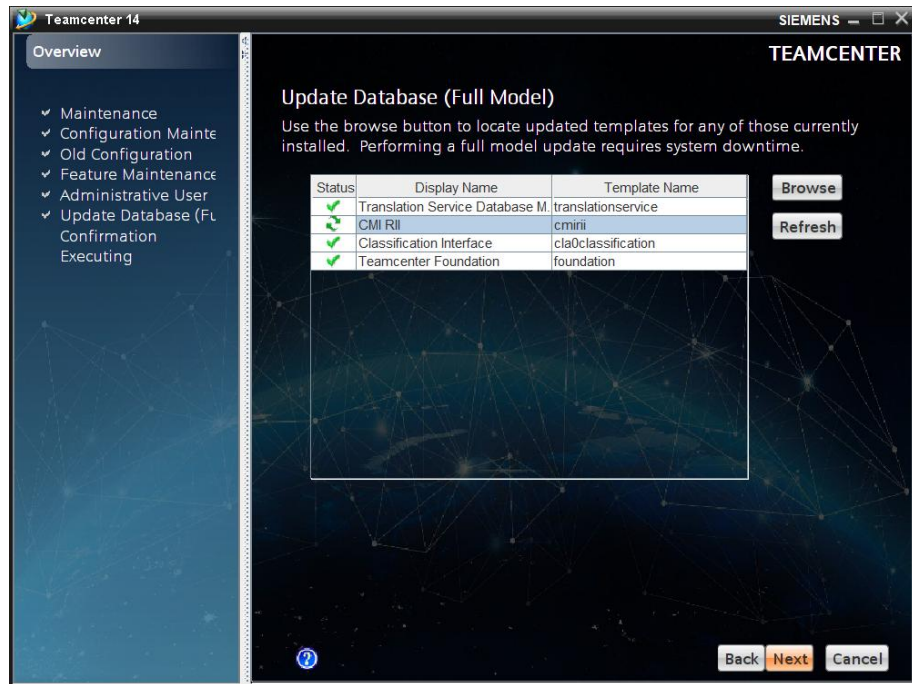 Teamcenter 14
SIEMENS
Overview
TEAMCENTER
Maintenance
Configuration Mainte
Old Configuration
Feature Maintenance
Administrative User
Update Database (Fu
Confirmation
Executing
Update Database (Full Model)
Use the browse button to locate updated templates for any of those currently
installed. Performing a full model update requires system downtime.
Status Display Name Template Name
Translation Service Database M. translationservice
CMI RII cmirii
Classification Interface cla0classification
Teamcenter Foundation foundation
Browse
Refresh
?
Back Next Cancel